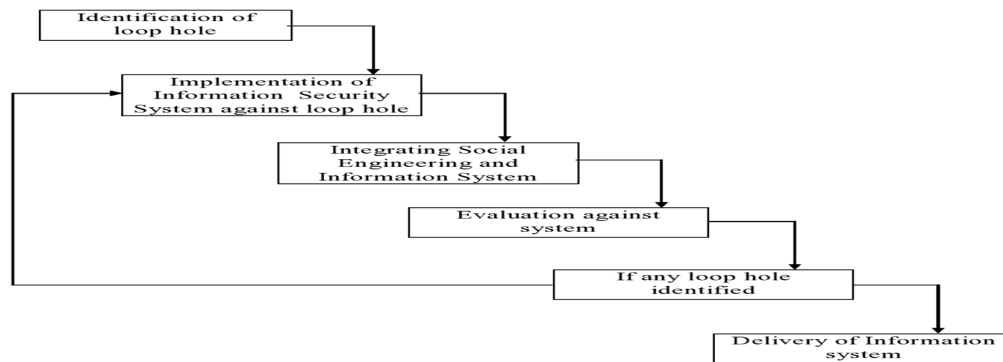 Identification of
loop hole
Implementation of
Information Security
System against loop hole
Integrating Social
Engineering and
Information System
Evaluation against
system
If any loop hole
identified
Delivery of Information
system